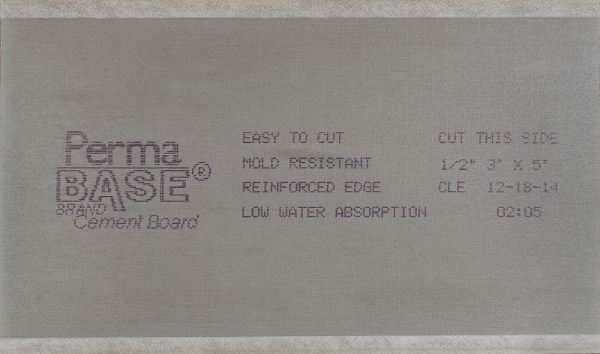 Perma
BASE®
BRAND
Cement Board
EASY TO CUT
MOLD RESISTANT
REINFORCED EDGE
LOW WATER ABSORPTION
CUT THIS SIDE
1/2" 3' X 5'
CLE 12-18-14
02:05